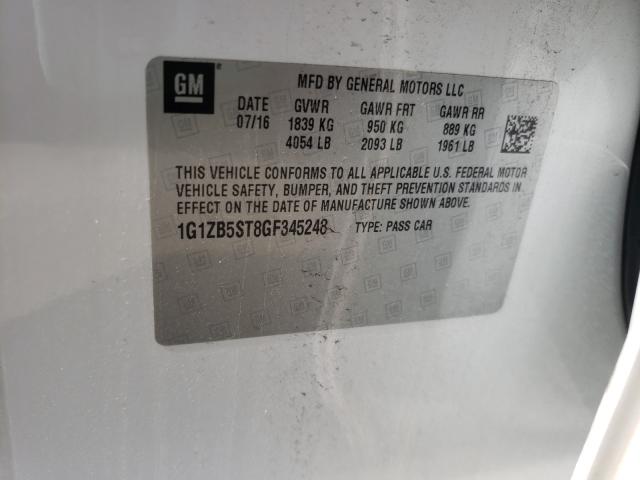 GM
MFD BY GENERAL MOTORS LLC
DATE GVWR GAWR FRT GAWR RR
07/16 1839 KG 950 KG 889 KG
4054 LB 2093 LB 1961 LB
THIS VEHICLE CONFORMS TO ALL APPLICABLE U.S. FEDERAL MOTOR
VEHICLE SAFETY, BUMPER, AND THEFT PREVENTION STANDARDS IN
EFFECT ON THE DATE OF MANUFACTURE SHOWN ABOVE.
1G1ZB5ST8GF345248 TYPE: PASS CAR